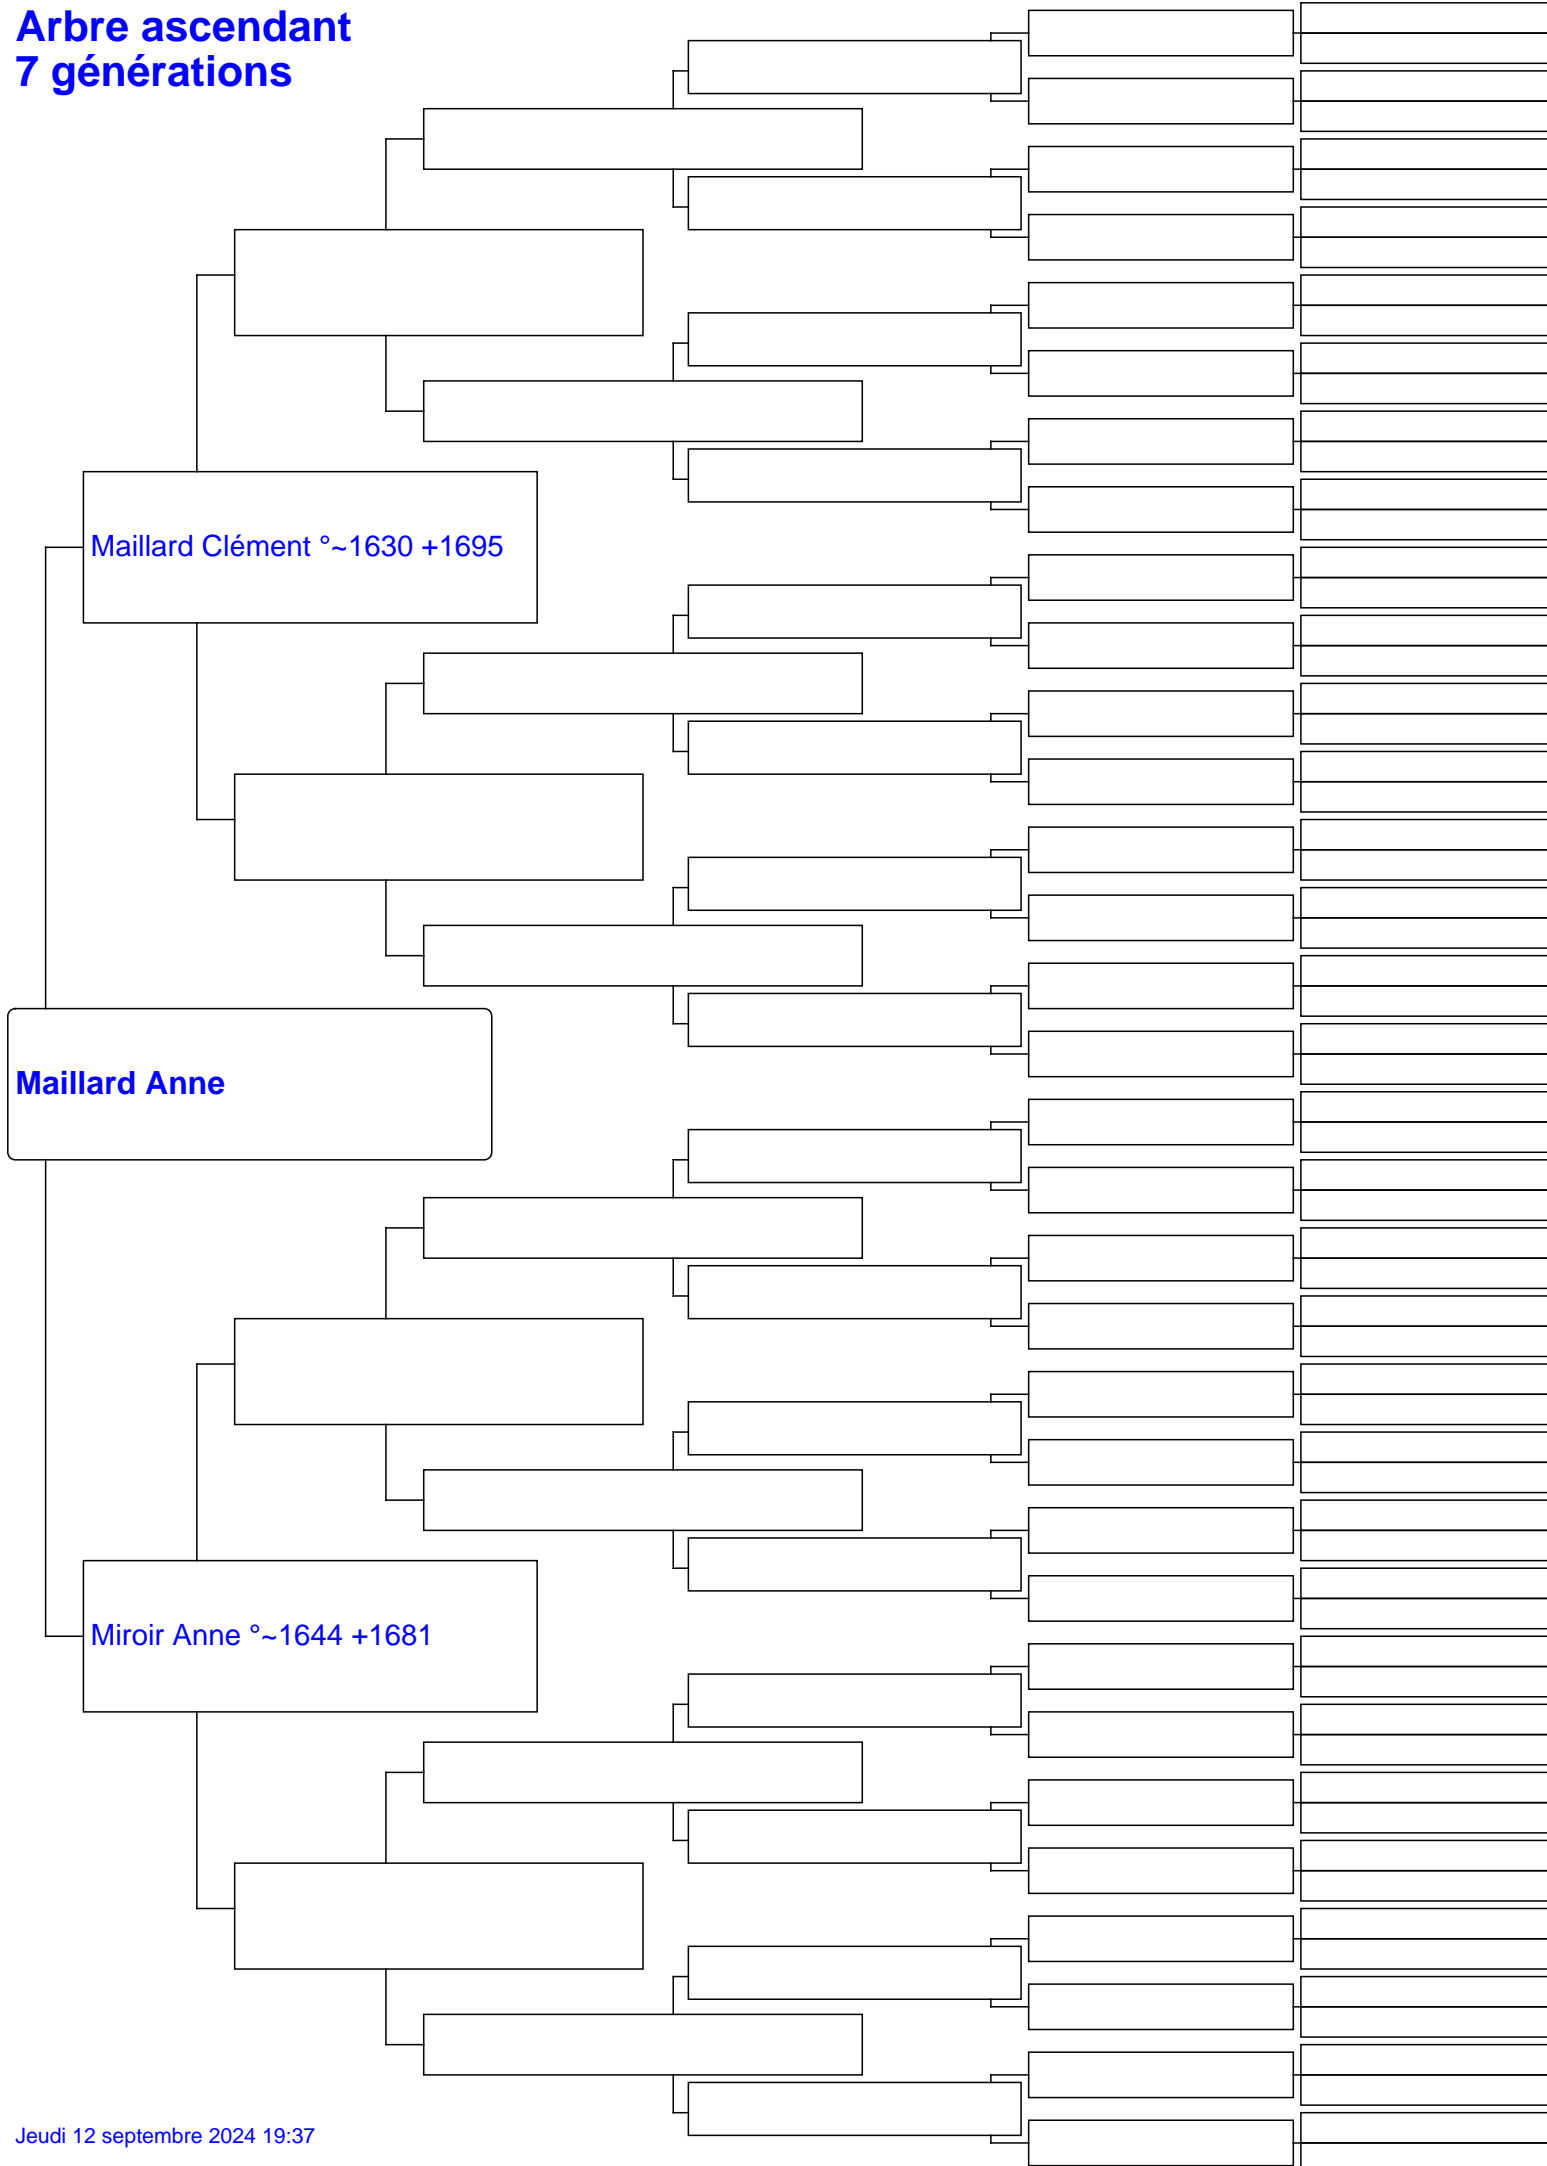 Arbre ascendant
7 générations
Maillard Clément °~1630 +1695
Maillard Anne
Miroir Anne °~1644 +1681
Jeudi 12 septembre 2024 19:37